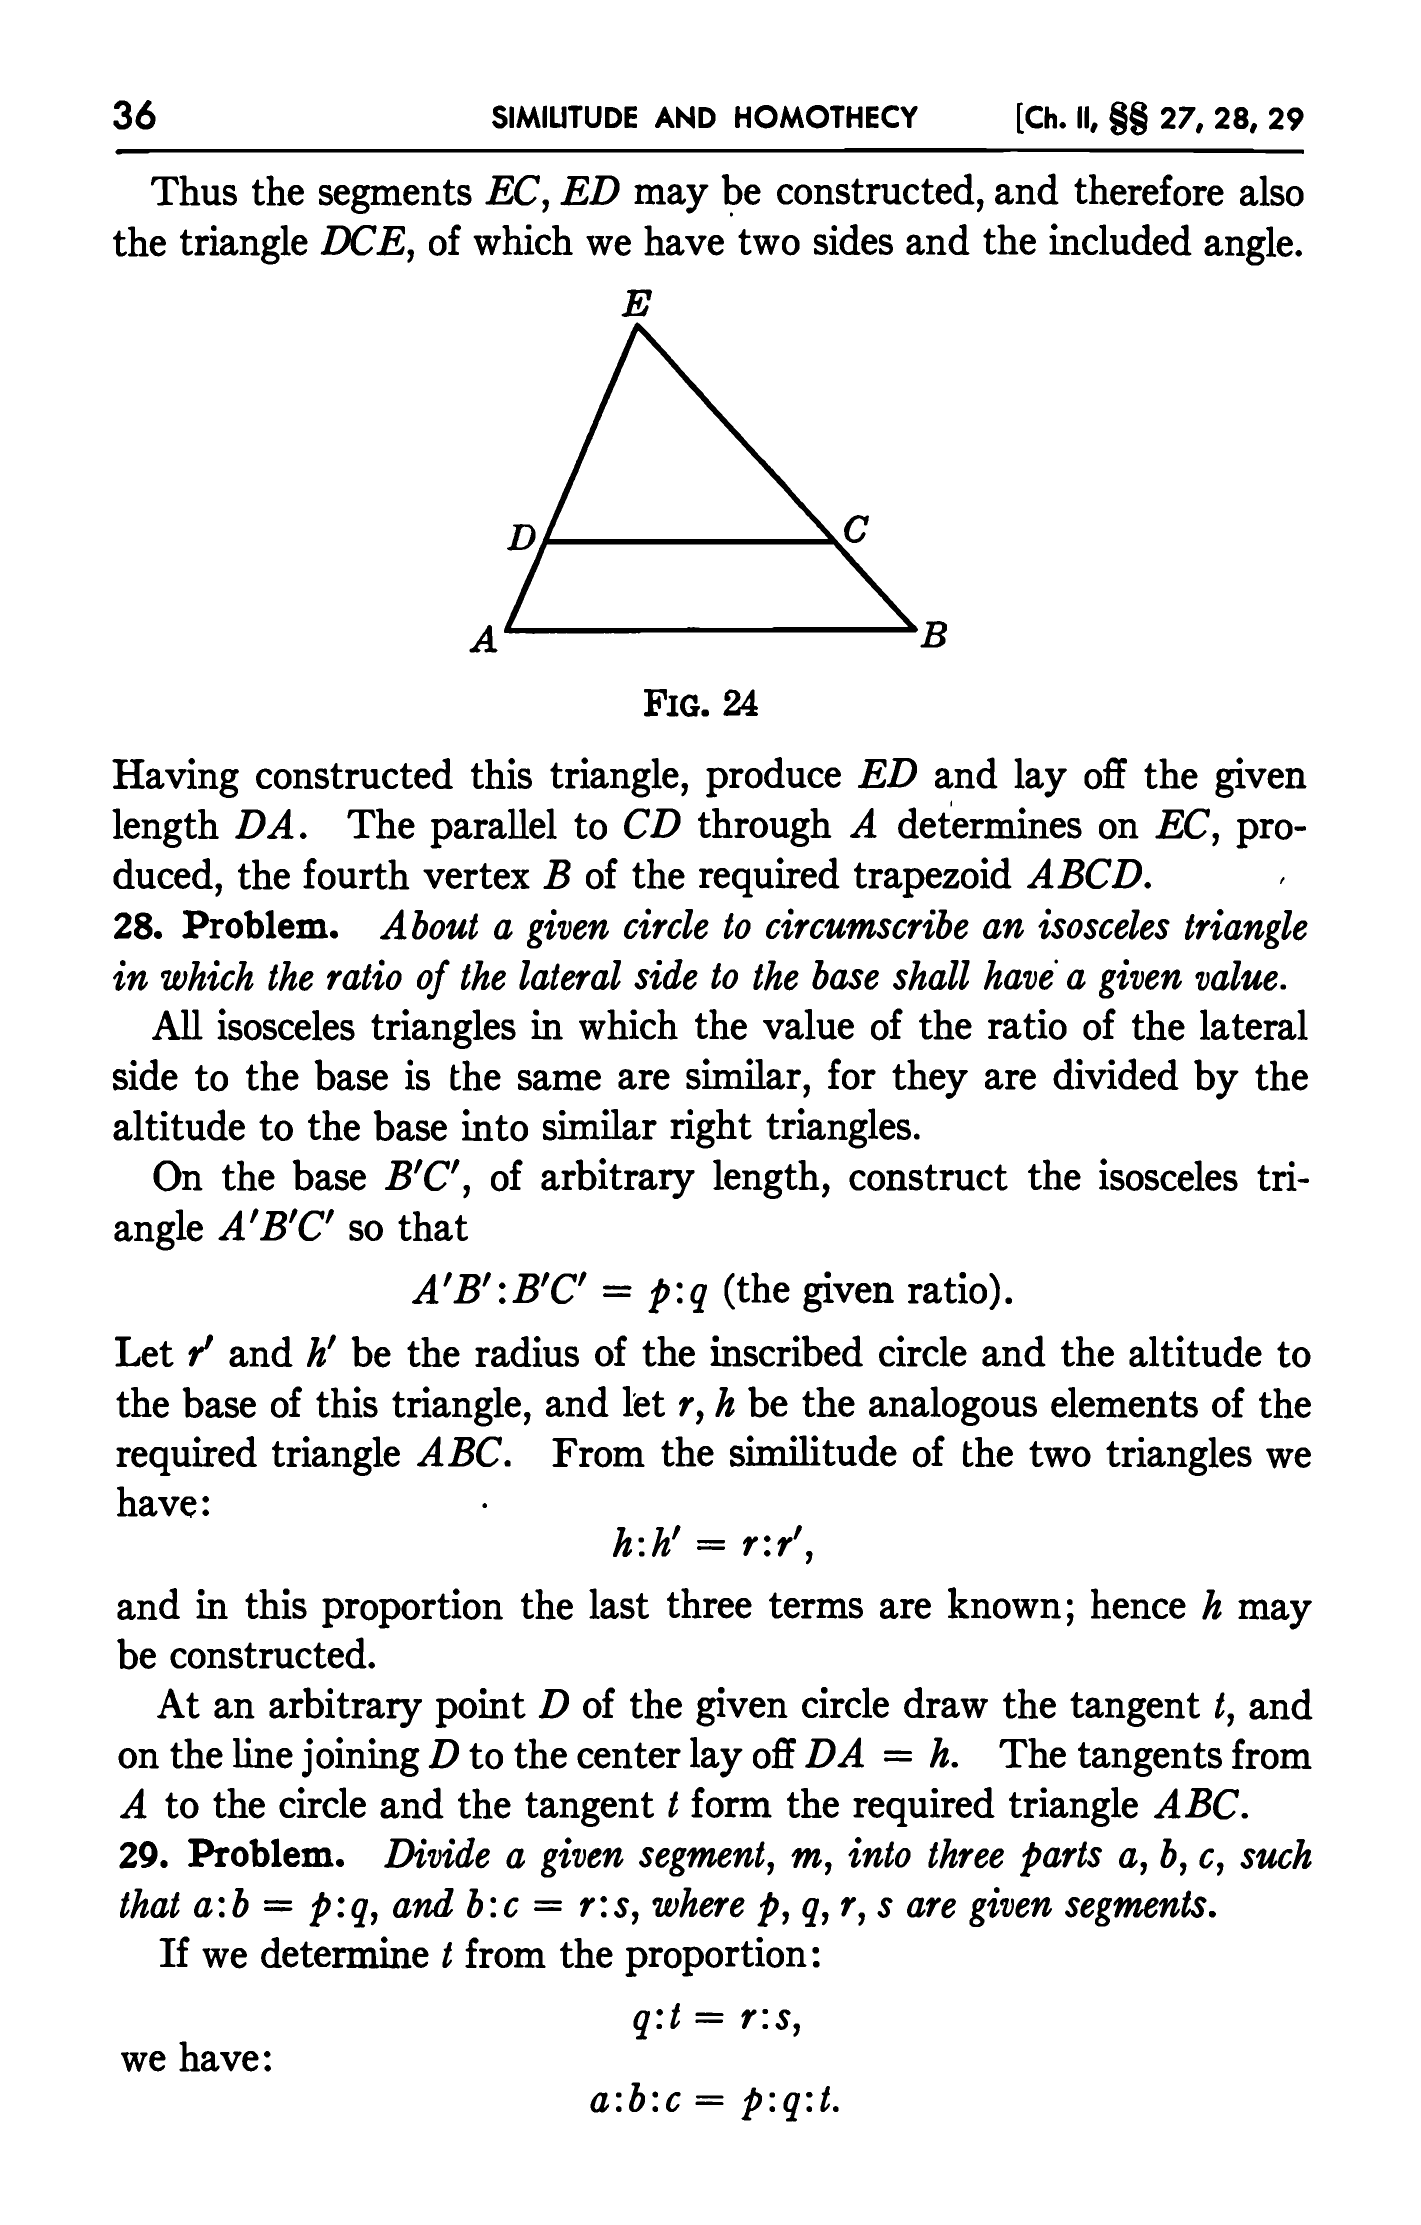 36 SIMILITUDE AND HOMOTHECY [Ch. II, §§ 27, 28, 29
Thus the segments EC, ED may be constructed, and therefore also
the triangle DCE, of which we have two sides and the included angle.
E
D
C
A
B
FIG. 24
Having constructed this triangle, produce ED and lay off the given
length DA. The parallel to CD through A determines on EC, pro-
duced, the fourth vertex B of the required trapezoid ABCD.
28. Problem. About a given circle to circumscribe an isosceles triangle
in which the ratio of the lateral side to the base shall have a given value.
All isosceles triangles in which the value of the ratio of the lateral
side to the base is the same are similar, for they are divided by the
altitude to the base into similar right triangles.
On the base B'C', of arbitrary length, construct the isosceles tri-
angle A'B'C' so that
A'B':B'C' = p:q (the given ratio).
Let r' and h' be the radius of the inscribed circle and the altitude to
the base of this triangle, and let r, h be the analogous elements of the
required triangle ABC. From the similitude of the two triangles we
have:
h:h' = r:r',
and in this proportion the last three terms are known; hence h may
be constructed.
At an arbitrary point D of the given circle draw the tangent t, and
on the line joining D to the center lay off DA = h. The tangents from
A to the circle and the tangent t form the required triangle ABC.
29. Problem. Divide a given segment, m, into three parts a, b, c, such
that a:b = p:q, and b:c = r:s, where p, q, r, s are given segments.
If we determine t from the proportion:
q:t = r:s,
we have:
a:b:c = p:q:t.